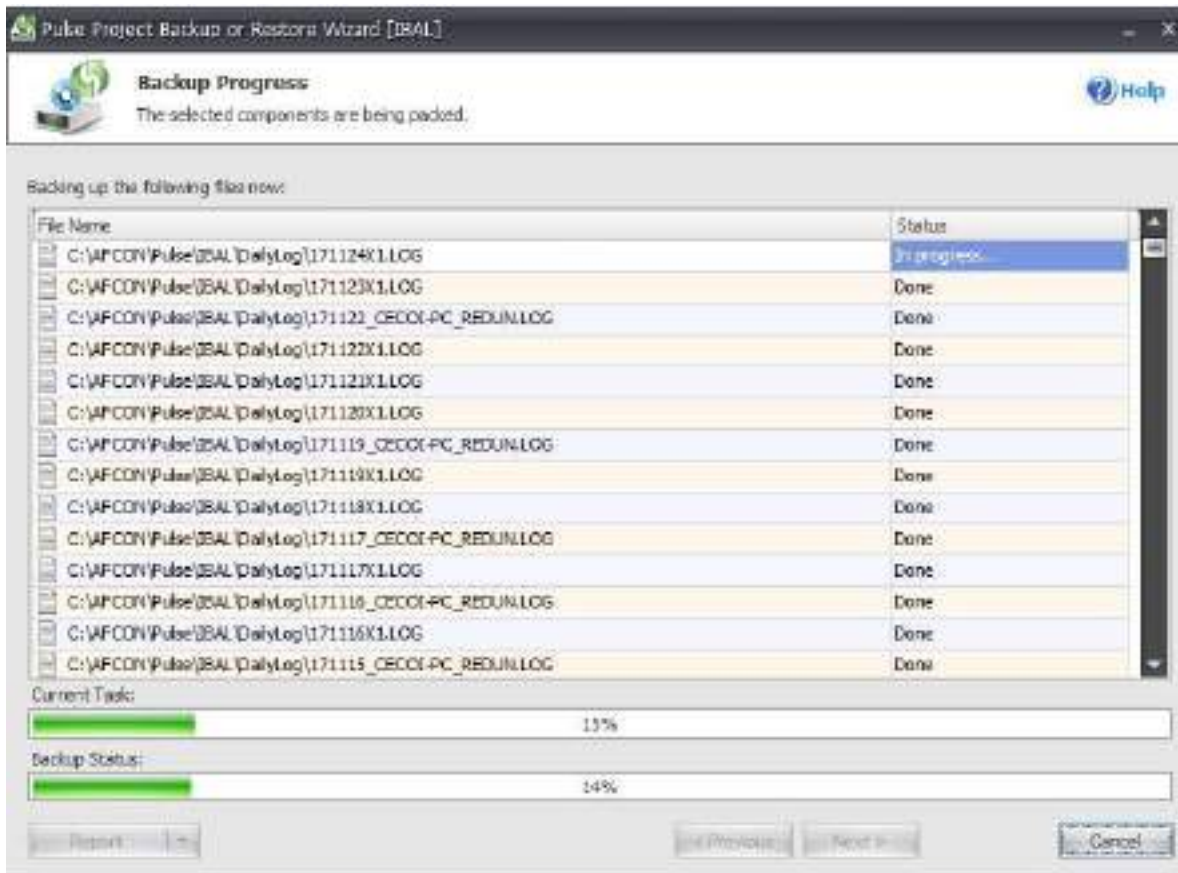 Pulse Project Backup or Restore Wizard [IBAL]
Backup Progress
Help
The selected components are being packed.
Backing up the following files now:
File Name Status
C:\AFCON\Pulse\IBAL\DailyLog\171124X1.LOG In progress...
C:\AFCON\Pulse\IBAL\DailyLog\171123X1.LOG Done
C:\AFCON\Pulse\IBAL\DailyLog\171122_CECOI-PC_REDUN.LOG Done
C:\AFCON\Pulse\IBAL\DailyLog\171122X1.LOG Done
C:\AFCON\Pulse\IBAL\DailyLog\171121X1.LOG Done
C:\AFCON\Pulse\IBAL\DailyLog\171120X1.LOG Done
C:\AFCON\Pulse\IBAL\DailyLog\171119_CECOI-PC_REDUN.LOG Done
C:\AFCON\Pulse\IBAL\DailyLog\171119X1.LOG Done
C:\AFCON\Pulse\IBAL\DailyLog\171118X1.LOG Done
C:\AFCON\Pulse\IBAL\DailyLog\171117_CECOI-PC_REDUN.LOG Done
C:\AFCON\Pulse\IBAL\DailyLog\171117X1.LOG Done
C:\AFCON\Pulse\IBAL\DailyLog\171116_CECOI-PC_REDUN.LOG Done
C:\AFCON\Pulse\IBAL\DailyLog\171116X1.LOG Done
C:\AFCON\Pulse\IBAL\DailyLog\171115_CECOI-PC_REDUN.LOG Done
Current Task:
Backup Status:
14%
Report < Previous Next > Cancel